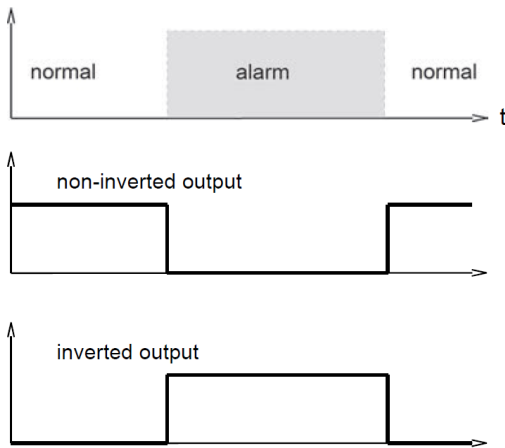 normal alarm normal
t
non-inverted output
inverted output